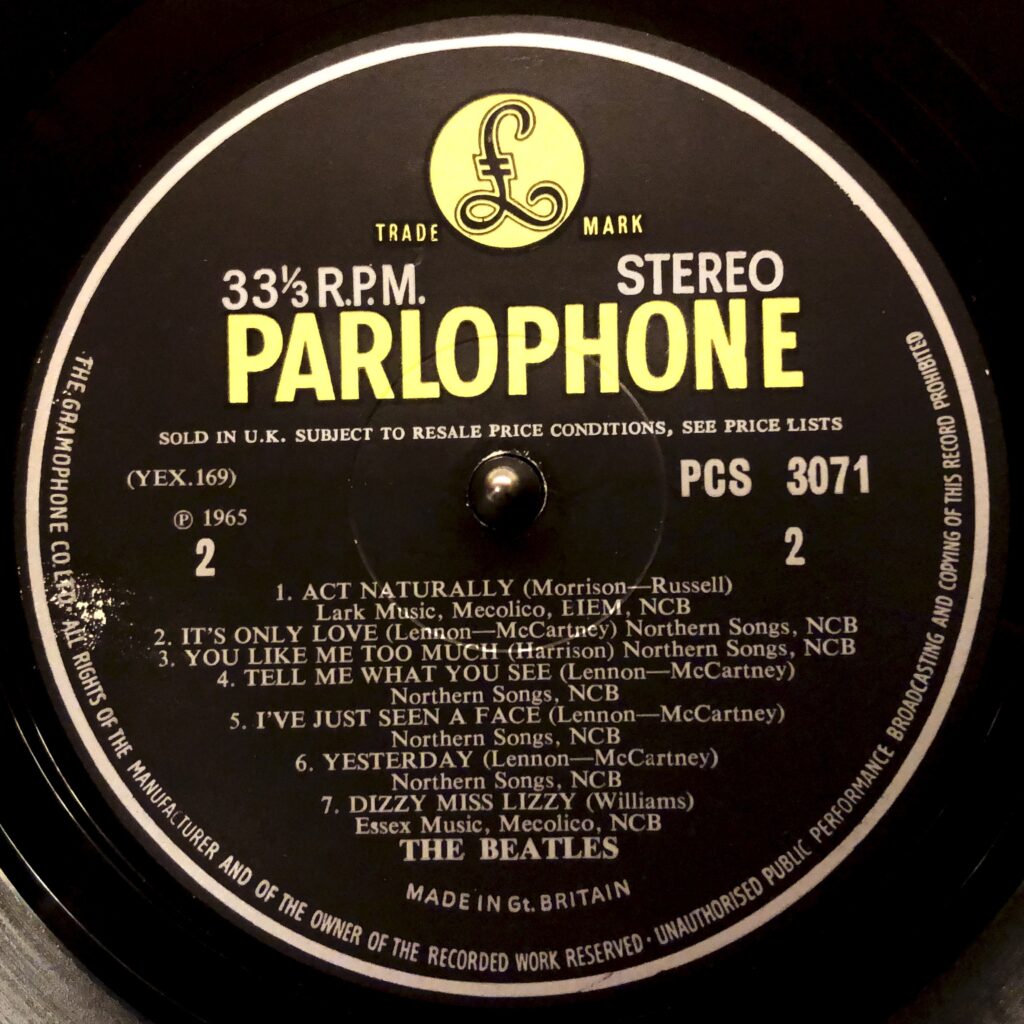 £
TRADE MARK
33⅓ R.P.M. STEREO
PARLOPHONE
SOLD IN U.K. SUBJECT TO RESALE PRICE CONDITIONS, SEE PRICE LISTS
(YEX.169) PCS 3071
℗ 1965
2 2
1. ACT NATURALLY (Morrison—Russell)
Lark Music, Mecolico, EIEM, NCB
2. IT'S ONLY LOVE (Lennon—McCartney) Northern Songs, NCB
3. YOU LIKE ME TOO MUCH (Harrison) Northern Songs, NCB
4. TELL ME WHAT YOU SEE (Lennon—McCartney)
Northern Songs, NCB
5. I'VE JUST SEEN A FACE (Lennon—McCartney)
Northern Songs, NCB
6. YESTERDAY (Lennon—McCartney)
Northern Songs, NCB
7. DIZZY MISS LIZZY (Williams)
Essex Music, Mecolico, NCB
THE BEATLES
MADE IN Gt. BRITAIN
THE GRAMOPHONE CO. LTD. ALL RIGHTS OF THE MANUFACTURER AND OF THE OWNER OF THE RECORDED WORK RESERVED · UNAUTHORISED PUBLIC PERFORMANCE BROADCASTING AND COPYING OF THIS RECORD PROHIBITED